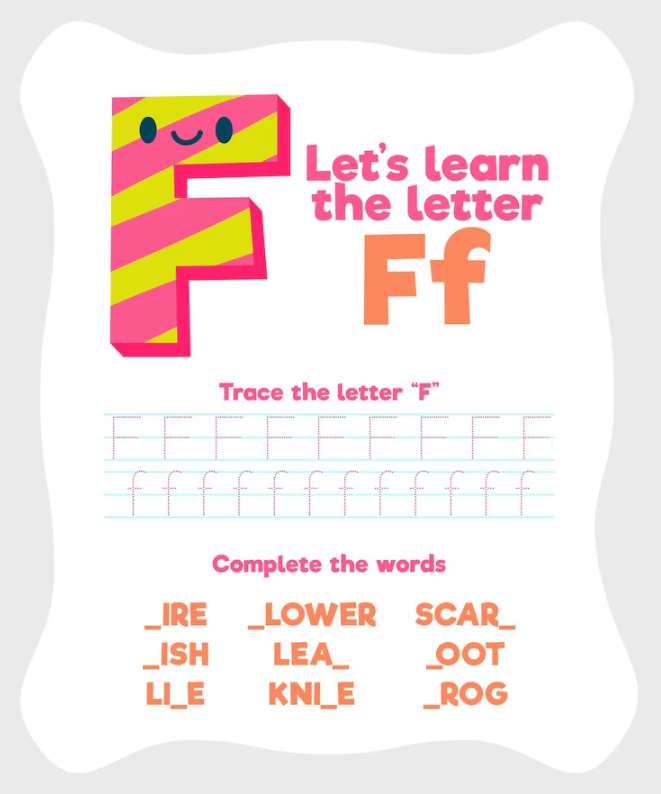 F
Let's learn
the letter
Ff
Trace the letter “F”
F F F F F F F F F
f f f f f f f f f f f f
Complete the words
_IRE _LOWER SCAR_
_ISH LEA_ _OOT
LI_E KNI_E _ROG